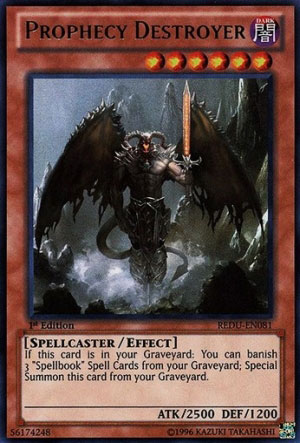 PROPHECY DESTROYER
DARK
闇
1st Edition
REDU-EN081
[SPELLCASTER / EFFECT]
If this card is in your Graveyard: You can banish
3 "Spellbook" Spell Cards from your Graveyard; Special
Summon this card from your Graveyard.
ATK/2500 DEF/1200
56174248
©1996 KAZUKI TAKAHASHI